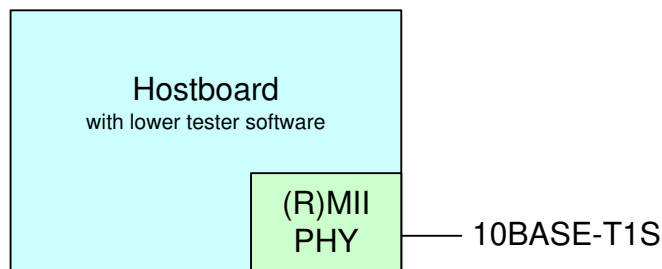 Hostboard
with lower tester software
(R)MII
PHY
10BASE-T1S